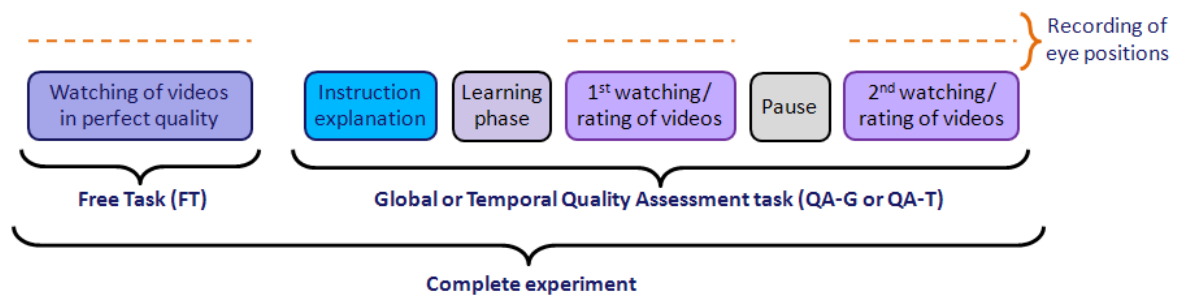 Recording of
eye positions
Watching of videos
in perfect quality
Instruction
explanation
Learning
phase
1st watching/
rating of videos
Pause
2nd watching/
rating of videos
Free Task (FT)
Global or Temporal Quality Assessment task (QA-G or QA-T)
Complete experiment